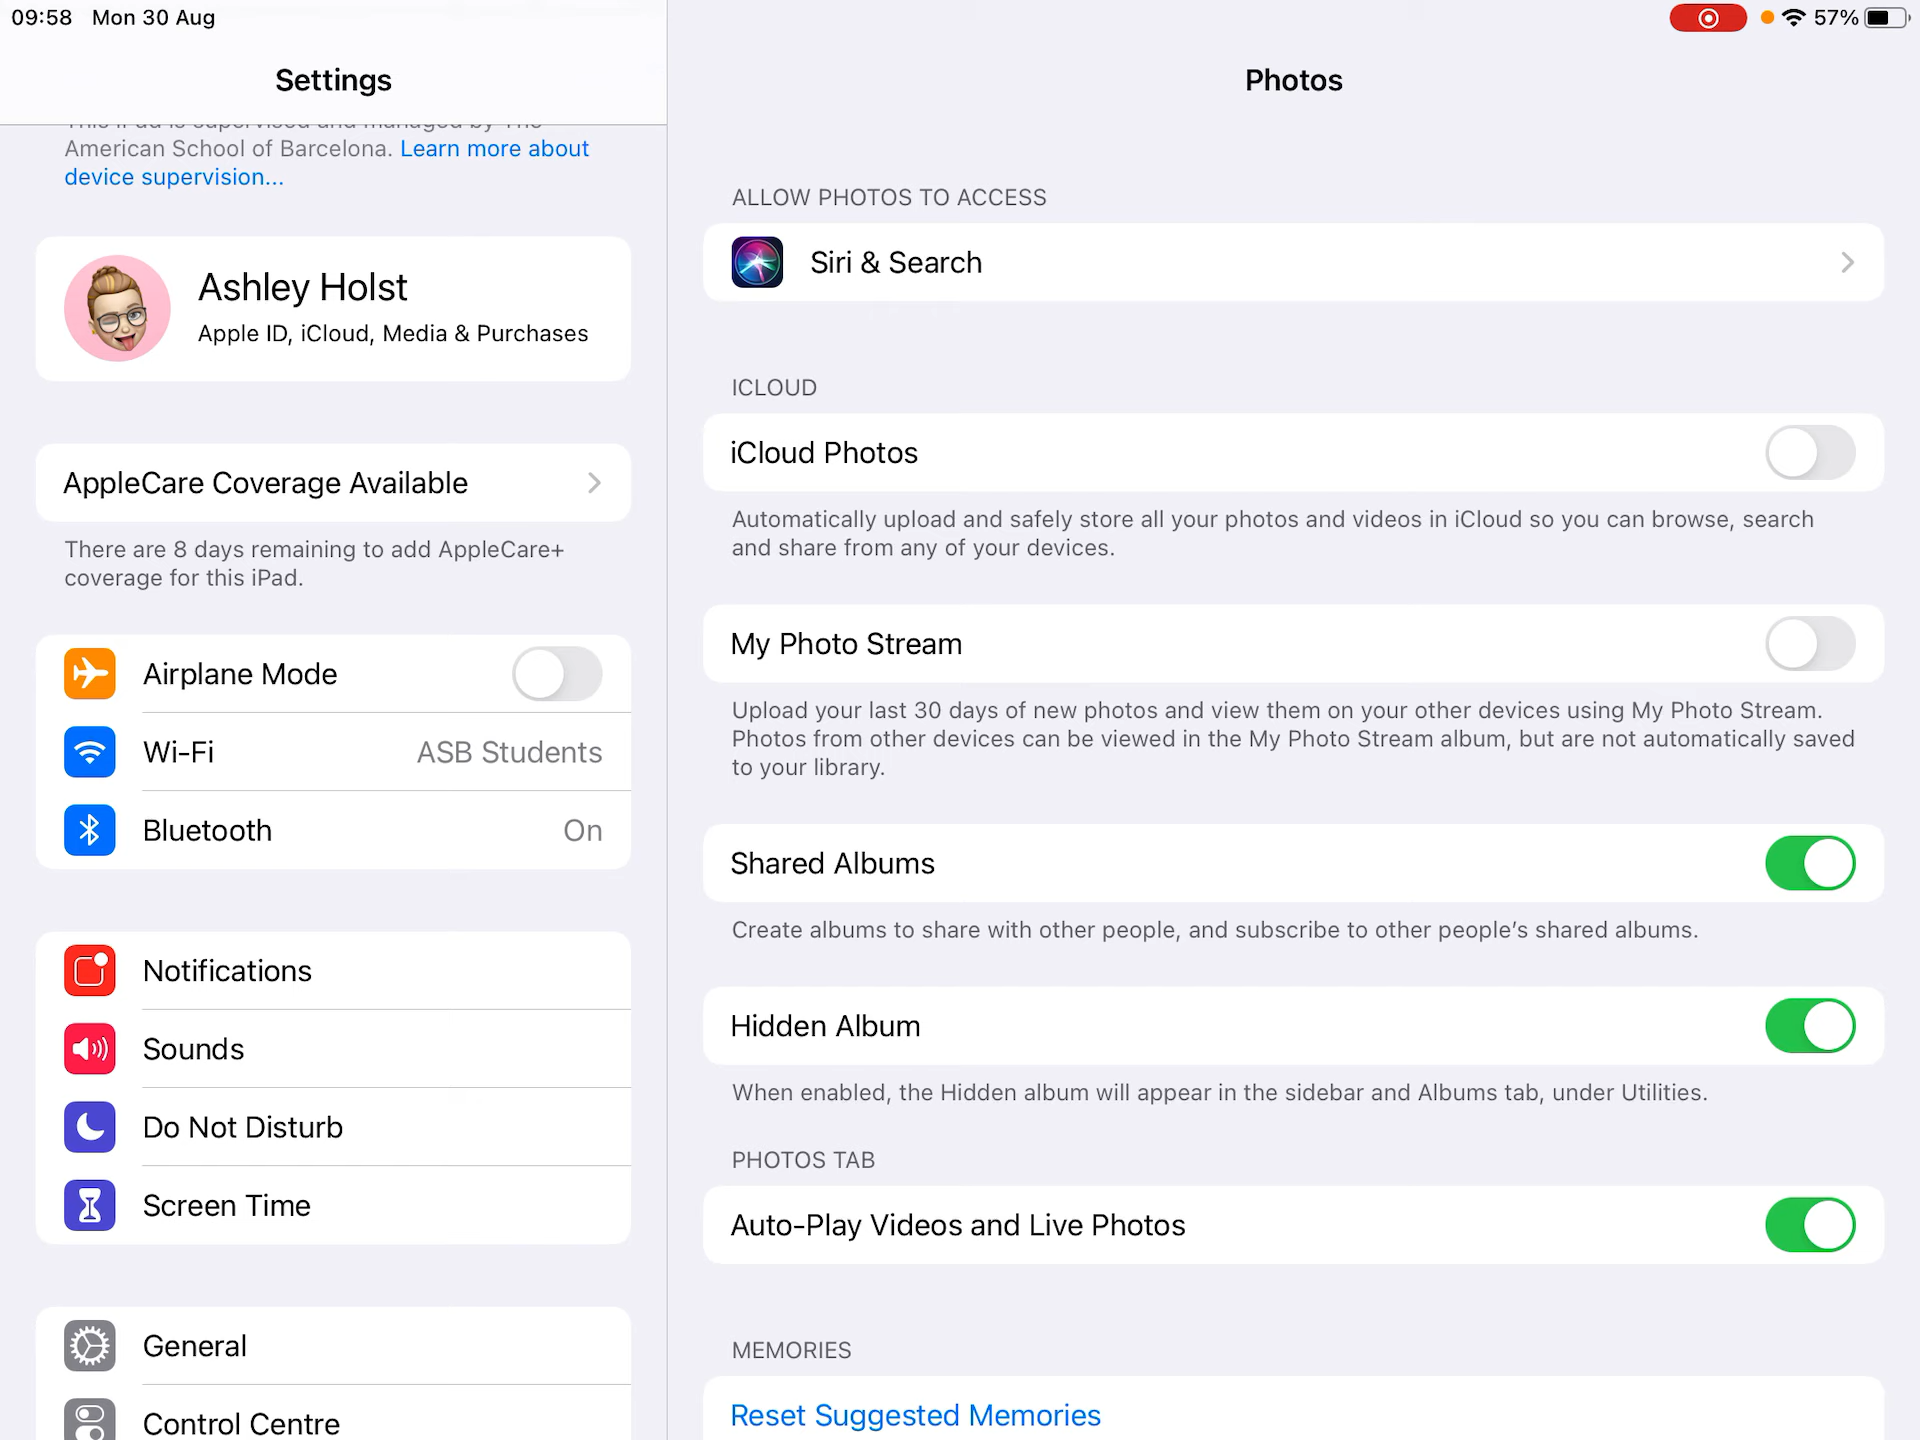 09:58 Mon 30 Aug
57%
Settings
This iPad is supervised and managed by The
American School of Barcelona. Learn more about
device supervision...
Ashley Holst
Apple ID, iCloud, Media & Purchases
AppleCare Coverage Available
There are 8 days remaining to add AppleCare+
coverage for this iPad.
Airplane Mode
Wi-Fi ASB Students
Bluetooth On
Notifications
Sounds
Do Not Disturb
Screen Time
General
Control Centre
Photos
ALLOW PHOTOS TO ACCESS
Siri & Search
ICLOUD
iCloud Photos
Automatically upload and safely store all your photos and videos in iCloud so you can browse, search
and share from any of your devices.
My Photo Stream
Upload your last 30 days of new photos and view them on your other devices using My Photo Stream.
Photos from other devices can be viewed in the My Photo Stream album, but are not automatically saved
to your library.
Shared Albums
Create albums to share with other people, and subscribe to other people's shared albums.
Hidden Album
When enabled, the Hidden album will appear in the sidebar and Albums tab, under Utilities.
PHOTOS TAB
Auto-Play Videos and Live Photos
MEMORIES
Reset Suggested Memories